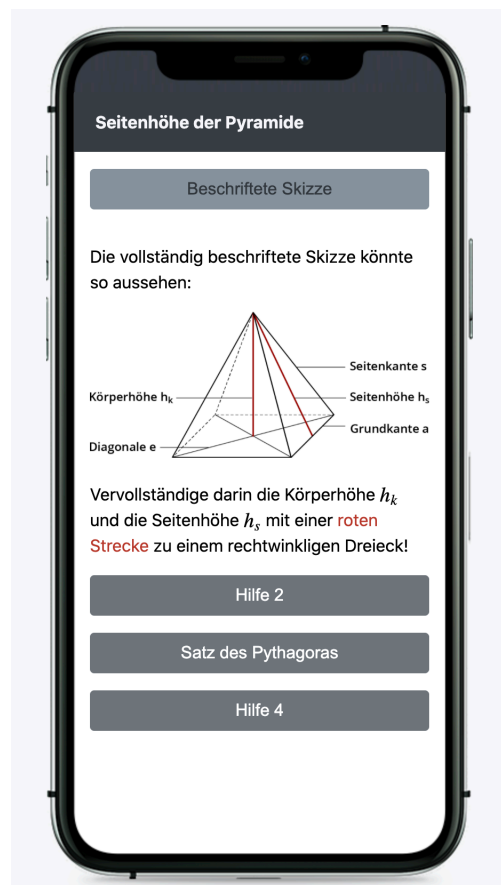 Seitenhöhe der Pyramide
Beschriftete Skizze
Die vollständig beschriftete Skizze könnte
so aussehen:
Seitenkante s
Körperhöhe hₖ
Seitenhöhe hₛ
Grundkante a
Diagonale e
Vervollständige darin die Körperhöhe hₖ
und die Seitenhöhe hₛ mit einer roten
Strecke zu einem rechtwinkligen Dreieck!
Hilfe 2
Satz des Pythagoras
Hilfe 4